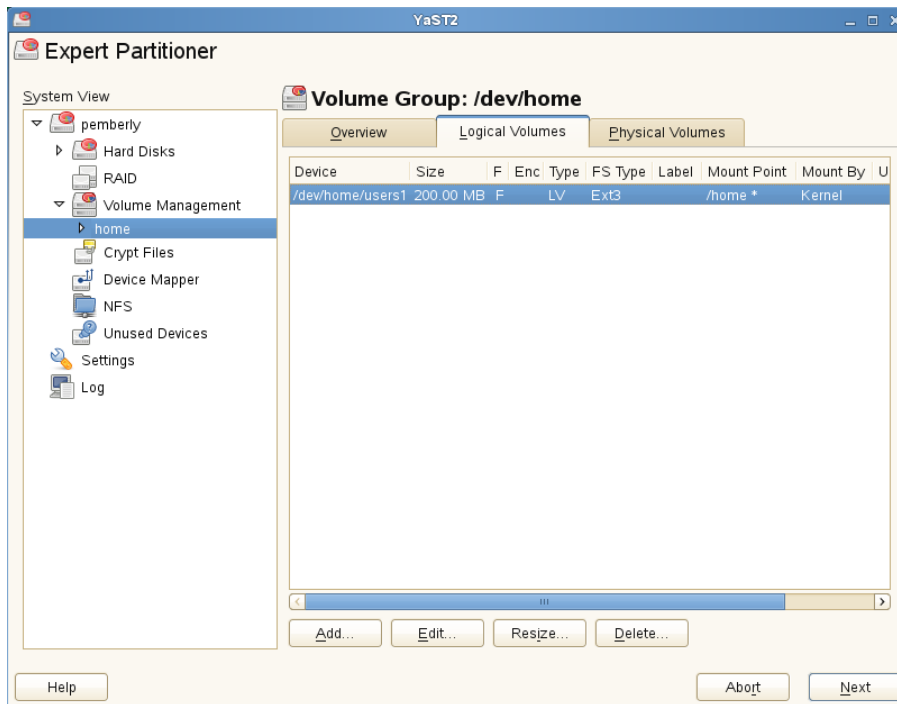 YaST2
Expert Partitioner
System View
pemberly
Hard Disks
RAID
Volume Management
home
Crypt Files
Device Mapper
NFS
Unused Devices
Settings
Log
Volume Group: /dev/home
Overview Logical Volumes Physical Volumes
Device Size F Enc Type FS Type Label Mount Point Mount By U
/dev/home/users1 200.00 MB F LV Ext3 /home * Kernel
Add... Edit... Resize... Delete...
Help Abort Next